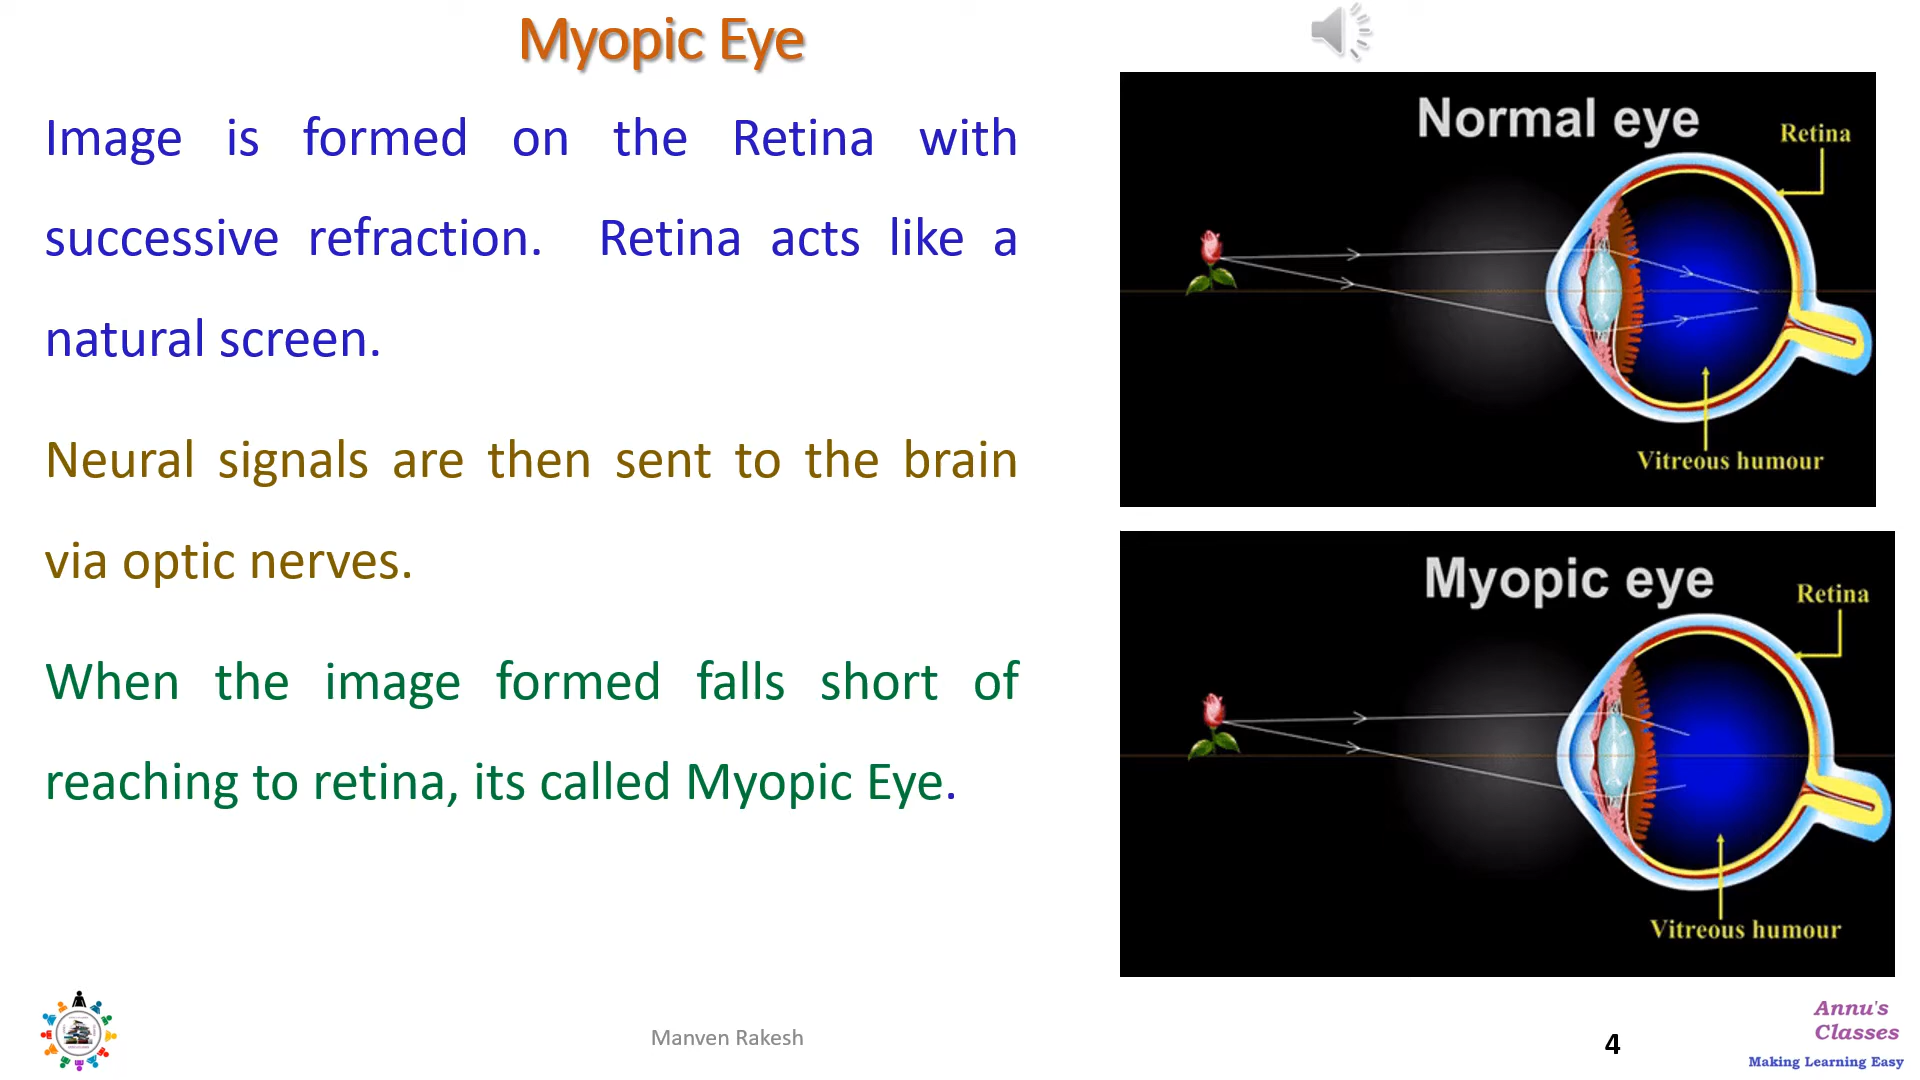 Myopic Eye
Image is formed on the Retina with
successive refraction. Retina acts like a
natural screen.
Neural signals are then sent to the brain
via optic nerves.
When the image formed falls short of
reaching to retina, its called Myopic Eye.
Normal eye
Retina
Vitreous humour
Myopic eye
Retina
Vitreous humour
Manven Rakesh
4
Annu's
Classes
Making Learning Easy